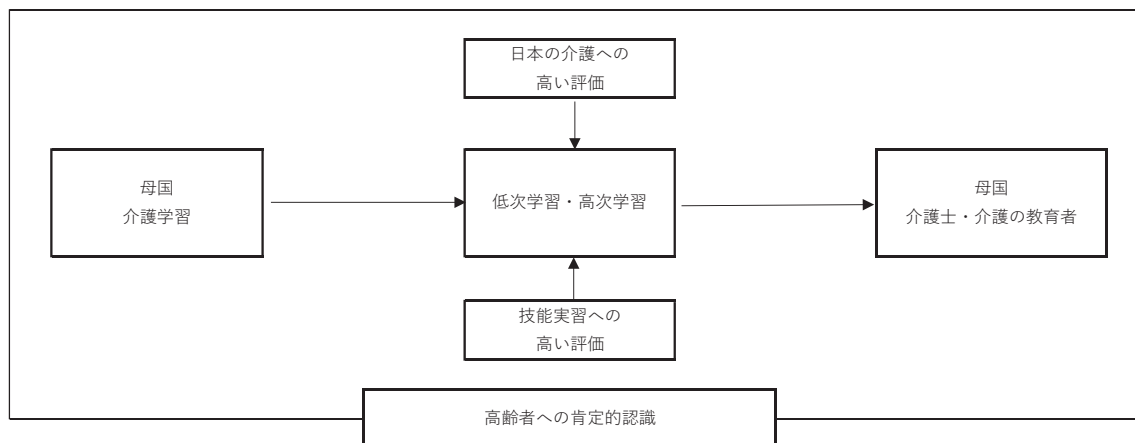 日本の介護への
高い評価
母国
介護学習
低次学習・高次学習
母国
介護士・介護の教育者
技能実習への
高い評価
高齢者への肯定的認識